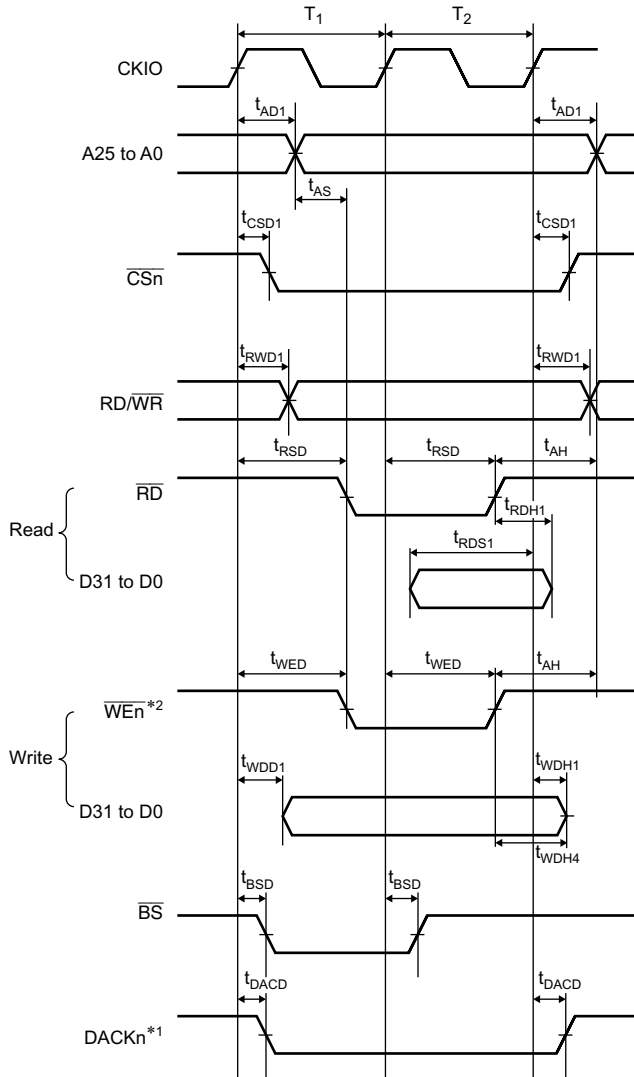 T1 T2
CKIO
tAD1 tAD1
A25 to A0
tAS
tCSD1 tCSD1
CSn
tRWD1 tRWD1
RD/WR
tRSD tRSD tAH
RD
tRDH1
Read
tRDS1
D31 to D0
tWED tWED tAH
WEn*2
Write
tWDD1 tWDH1
D31 to D0
tWDH4
tBSD tBSD
BS
tDACD tDACD
DACKn*1